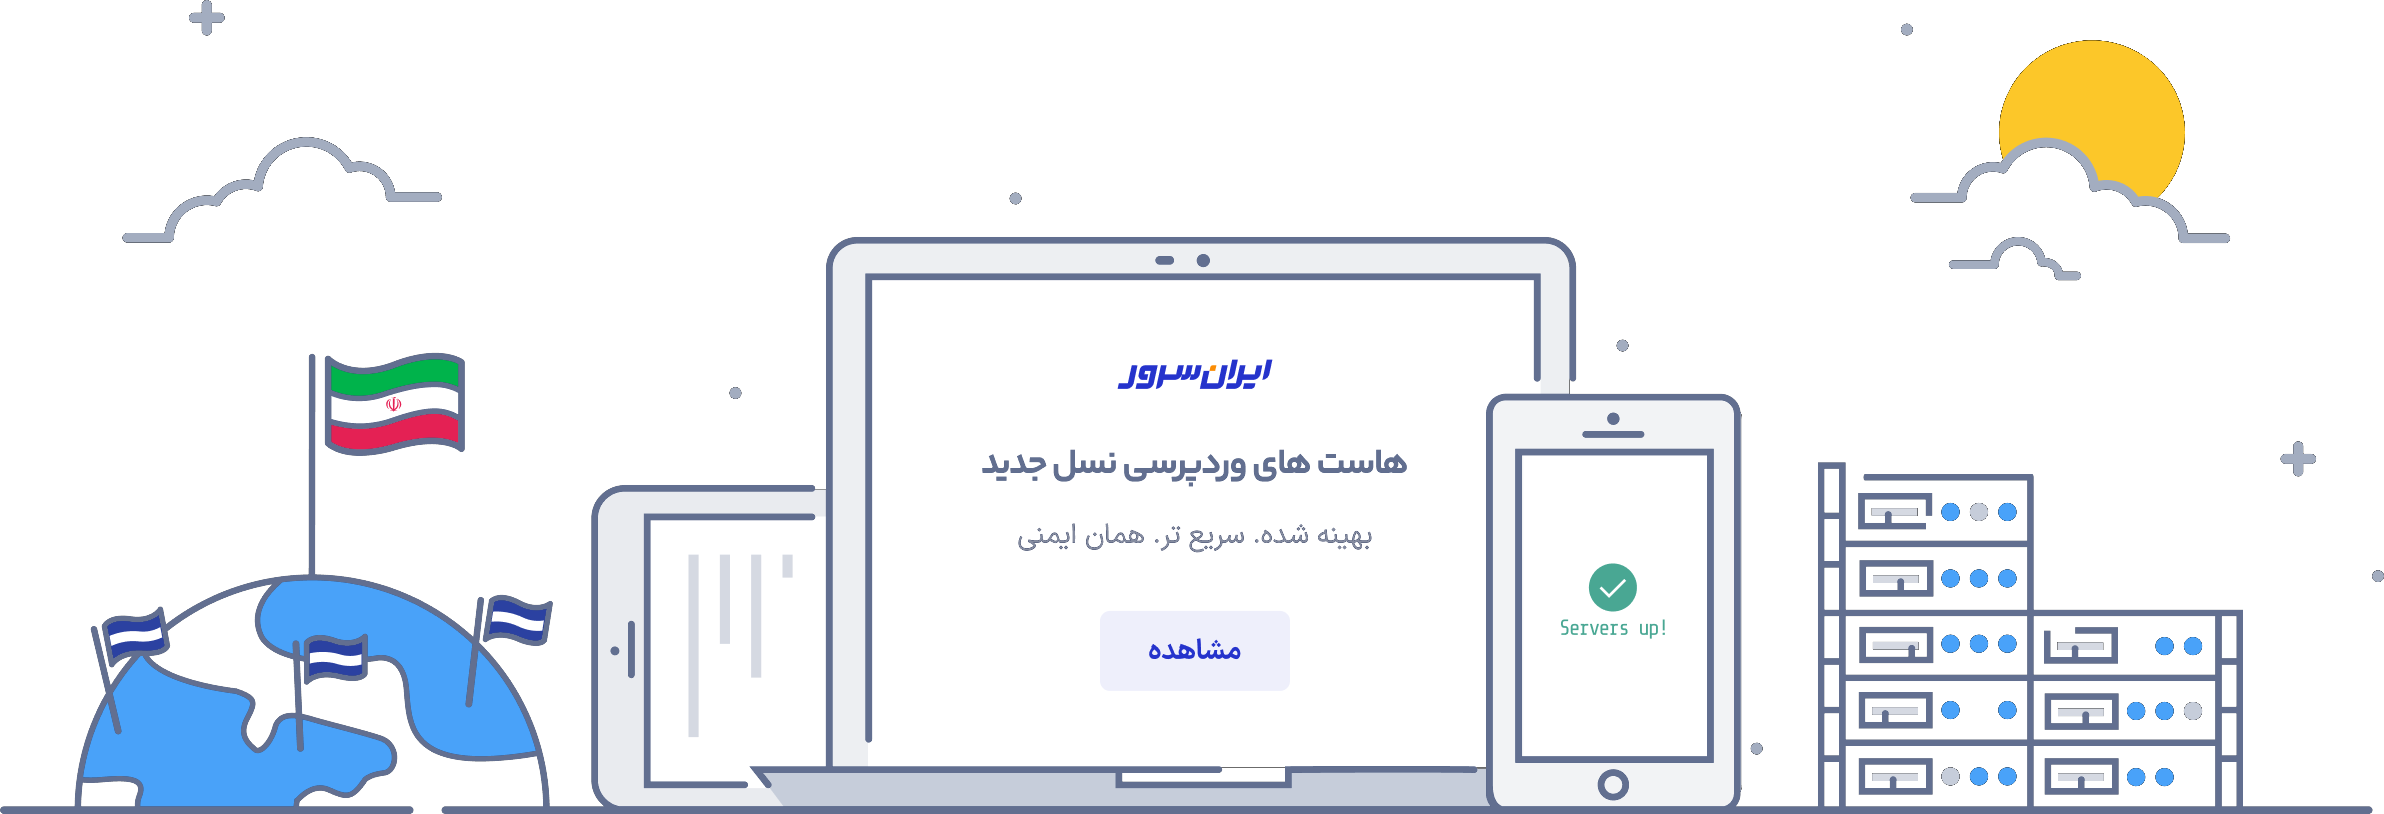 ایران‌سرور
هاست های وردپرسی نسل جدید
بهینه شده. سریع تر. همان ایمنی
مشاهده
Servers up!